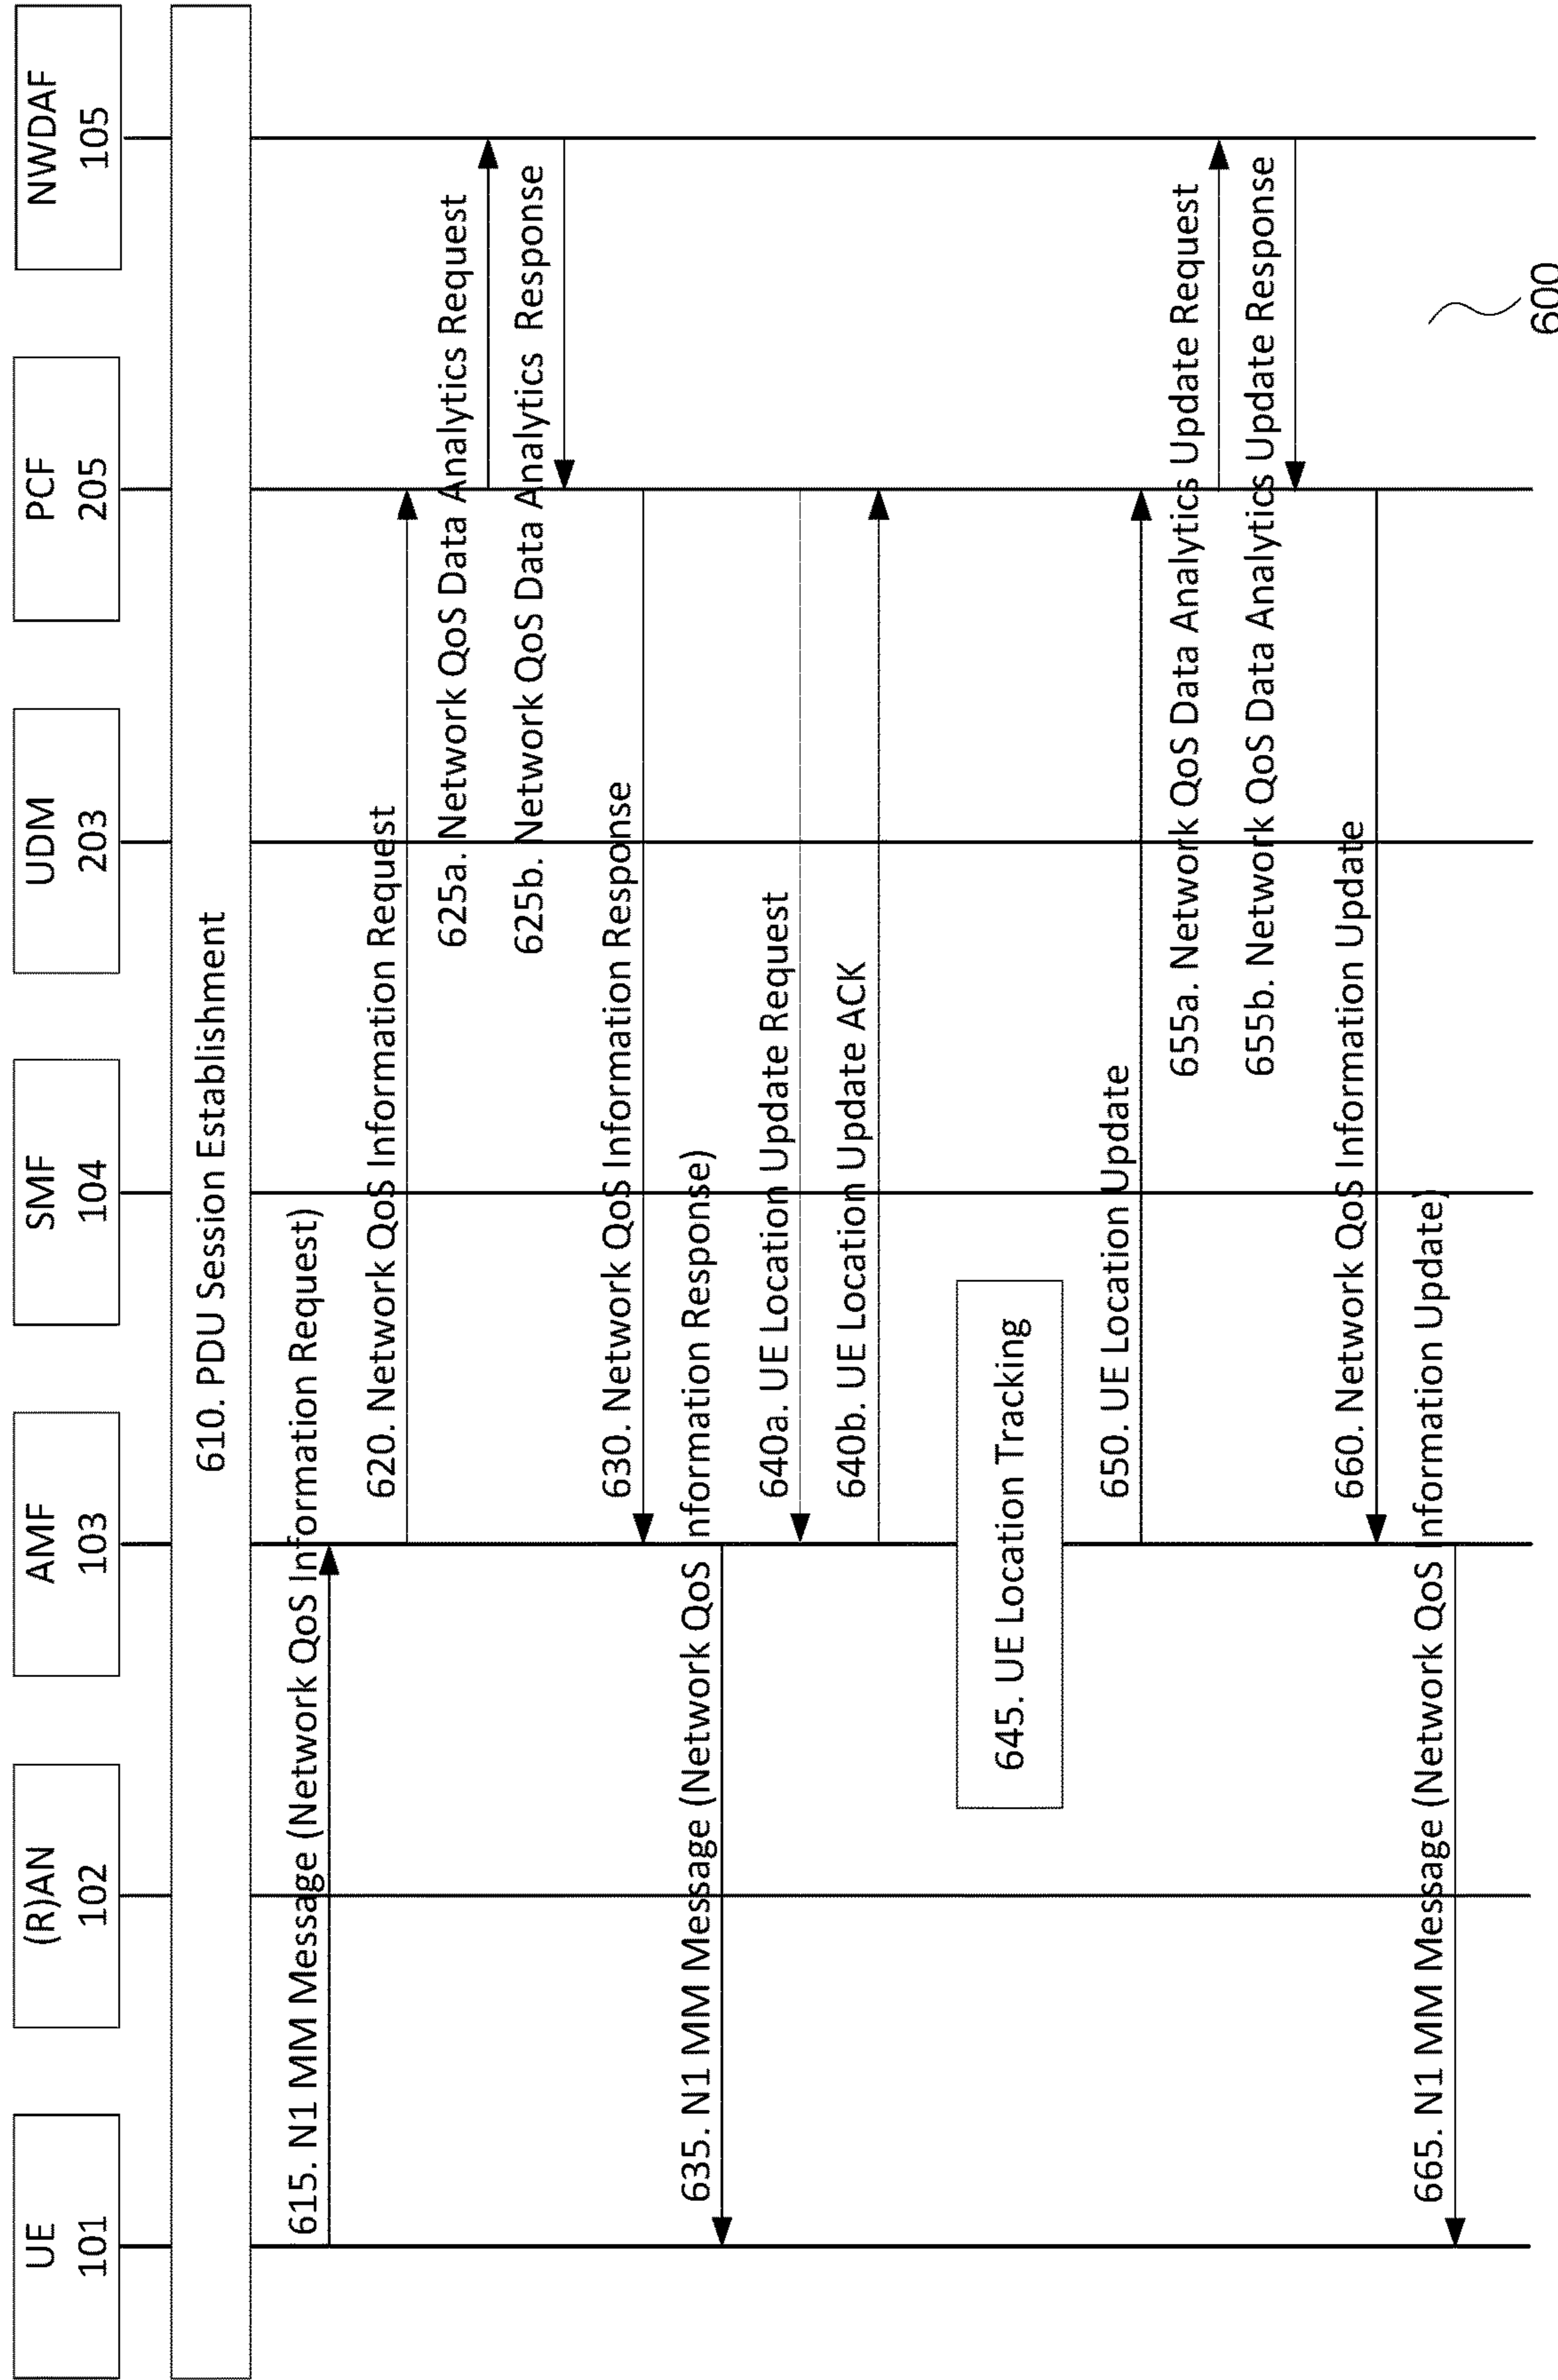 UE
101
(R)AN
102
AMF
103
SMF
104
UDM
203
PCF
205
NWDAF
105
610. PDU Session Establishment
615. N1 MM Message (Network QoS Information Request)
620. Network QoS Information Request
625a. Network QoS Data Analytics Request
625b. Network QoS Data Analytics Response
630. Network QoS Information Response
635. N1 MM Message (Network QoS Information Response)
640a. UE Location Update Request
640b. UE Location Update ACK
645. UE Location Tracking
650. UE Location Update
655a. Network QoS Data Analytics Update Request
655b. Network QoS Data Analytics Update Response
660. Network QoS Information Update
665. N1 MM Message (Network QoS Information Update)
600